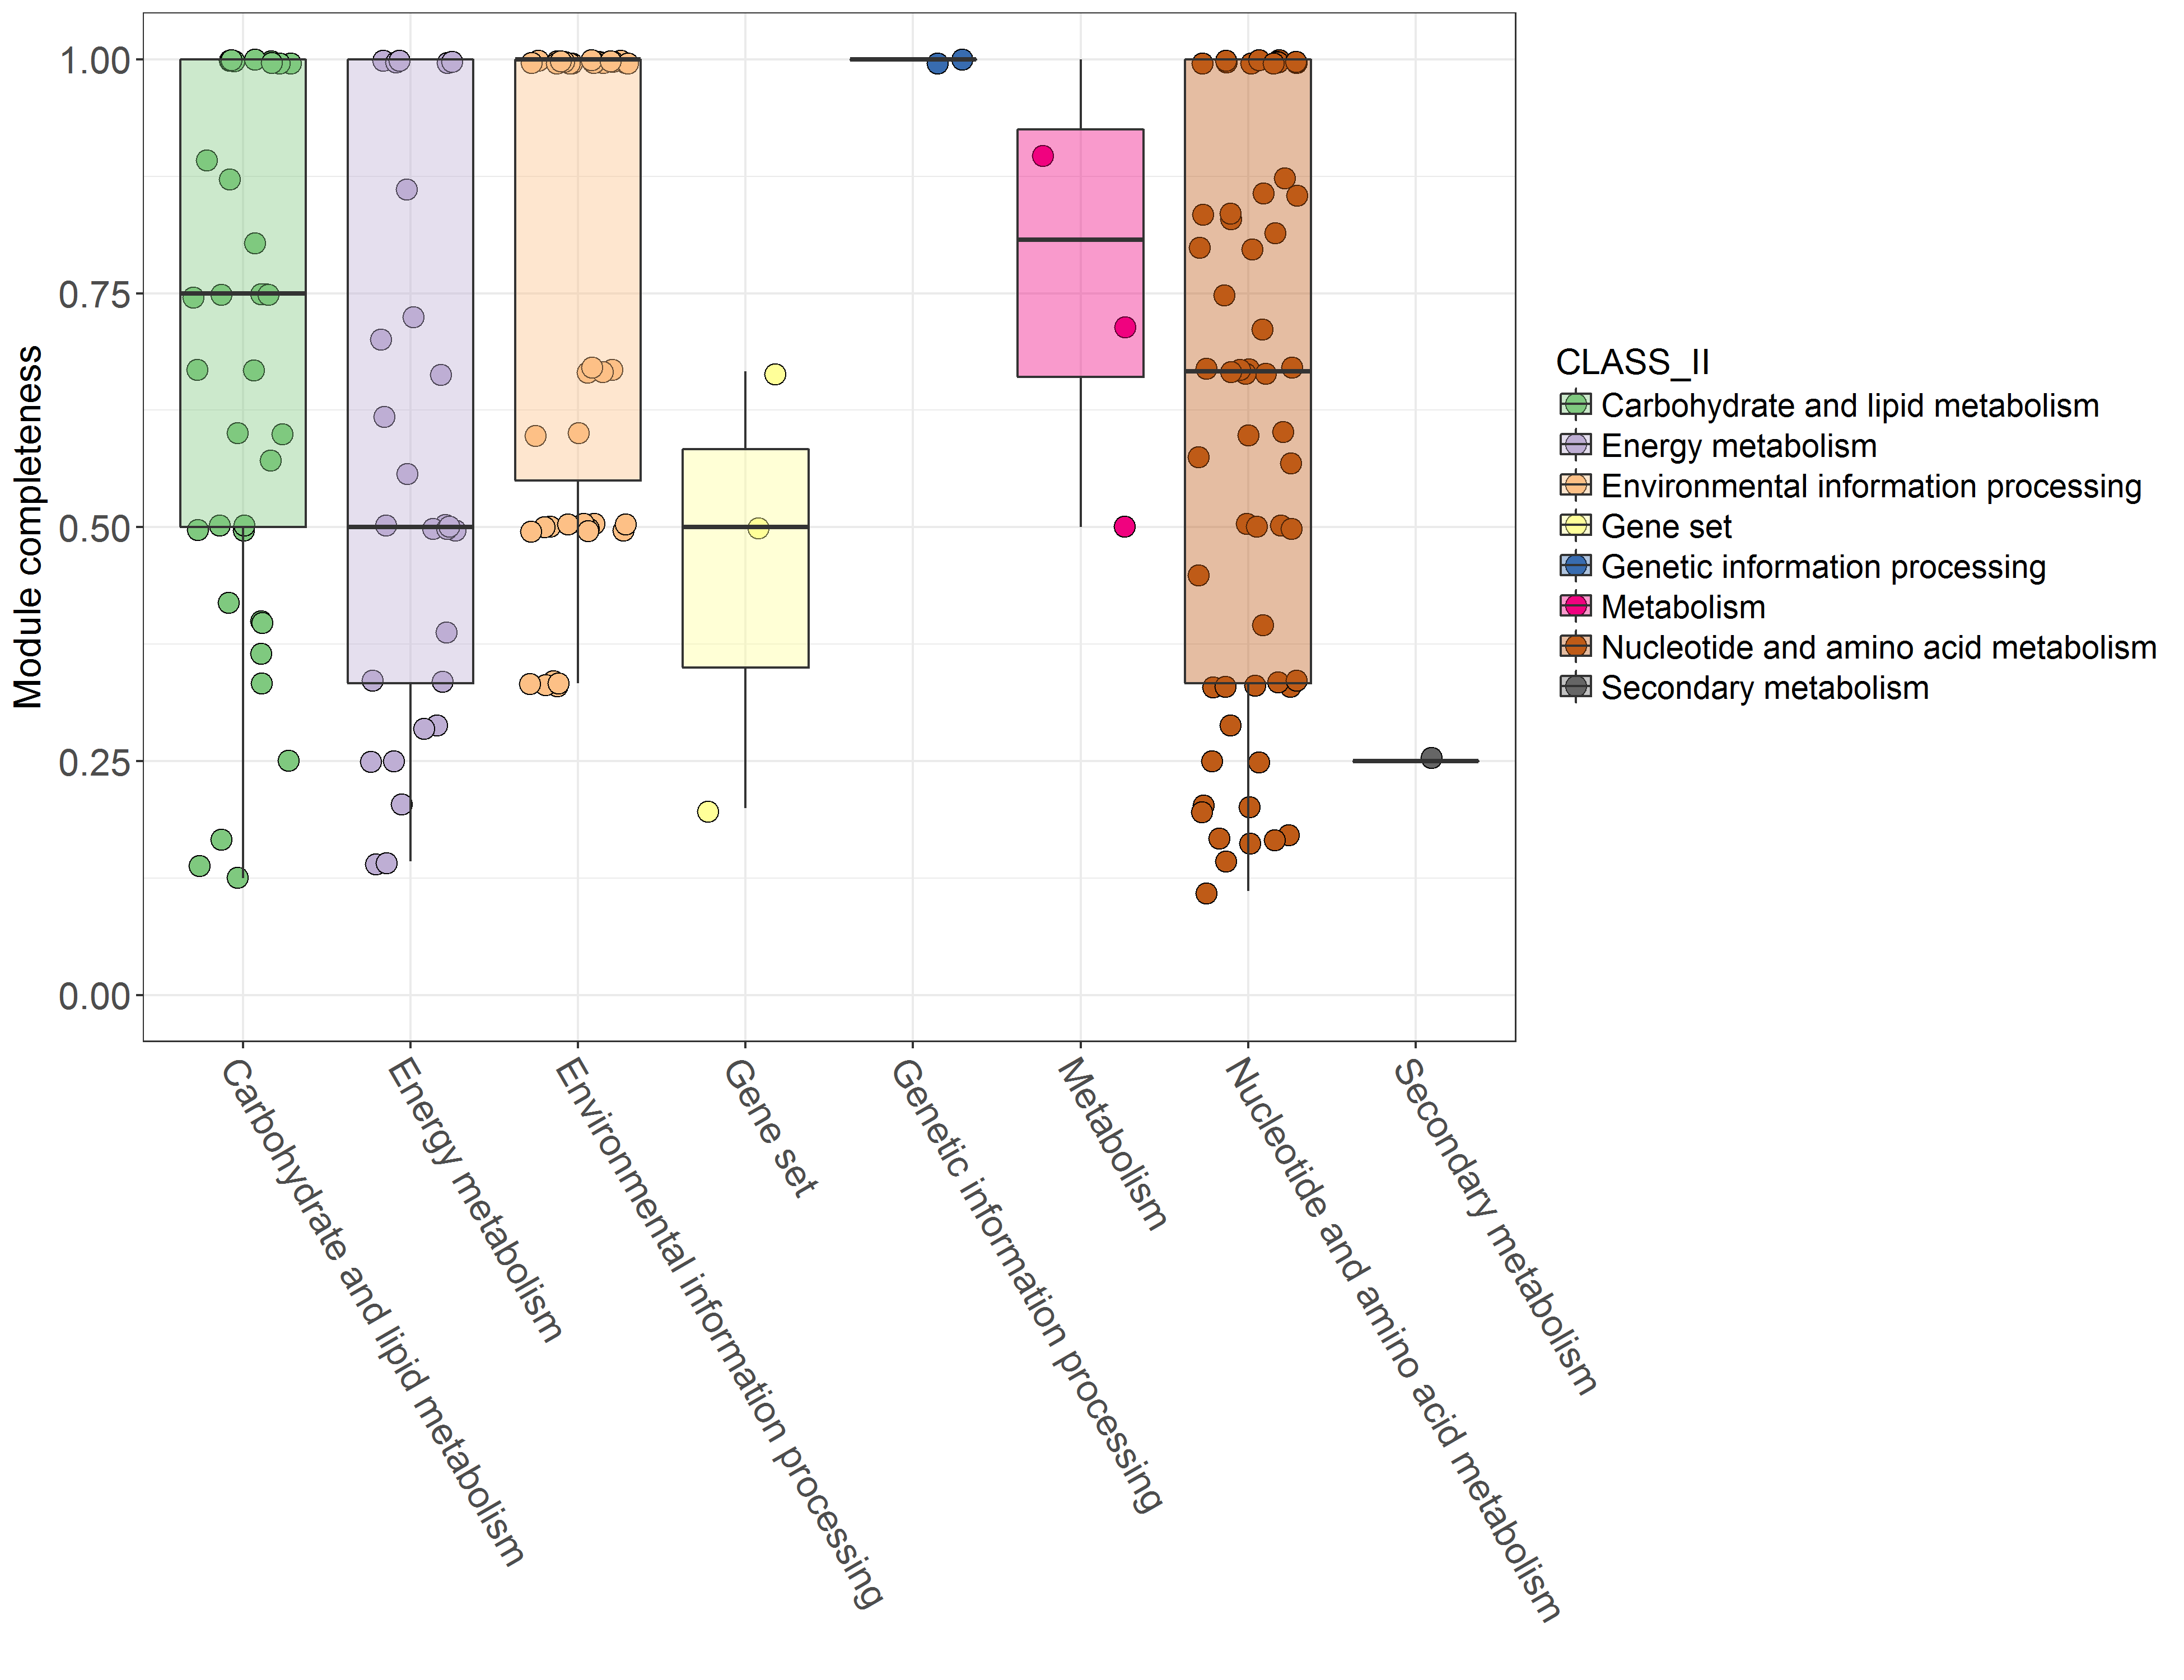 Module completeness
1.00
0.75
0.50
0.25
0.00
Carbohydrate and lipid metabolism
Energy metabolism
Environmental information processing
Gene set
Genetic information processing
Metabolism
Nucleotide and amino acid metabolism
Secondary metabolism
CLASS_II
Carbohydrate and lipid metabolism
Energy metabolism
Environmental information processing
Gene set
Genetic information processing
Metabolism
Nucleotide and amino acid metabolism
Secondary metabolism